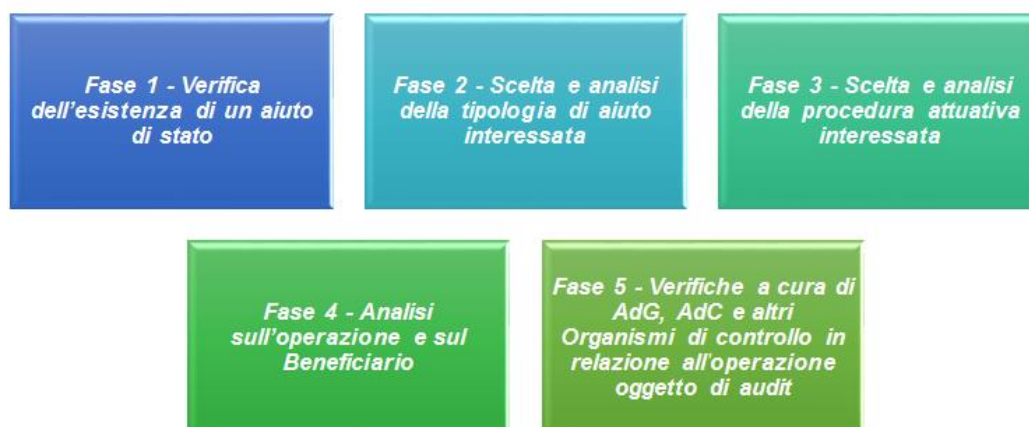 Fase 1 - Verifica
dell'esistenza di un aiuto
di stato
Fase 2 - Scelta e analisi
della tipologia di aiuto
interessata
Fase 3 - Scelta e analisi
della procedura attuativa
interessata
Fase 4 - Analisi
sull'operazione e sul
Beneficiario
Fase 5 - Verifiche a cura di
AdG, AdC e altri
Organismi di controllo in
relazione all'operazione
oggetto di audit